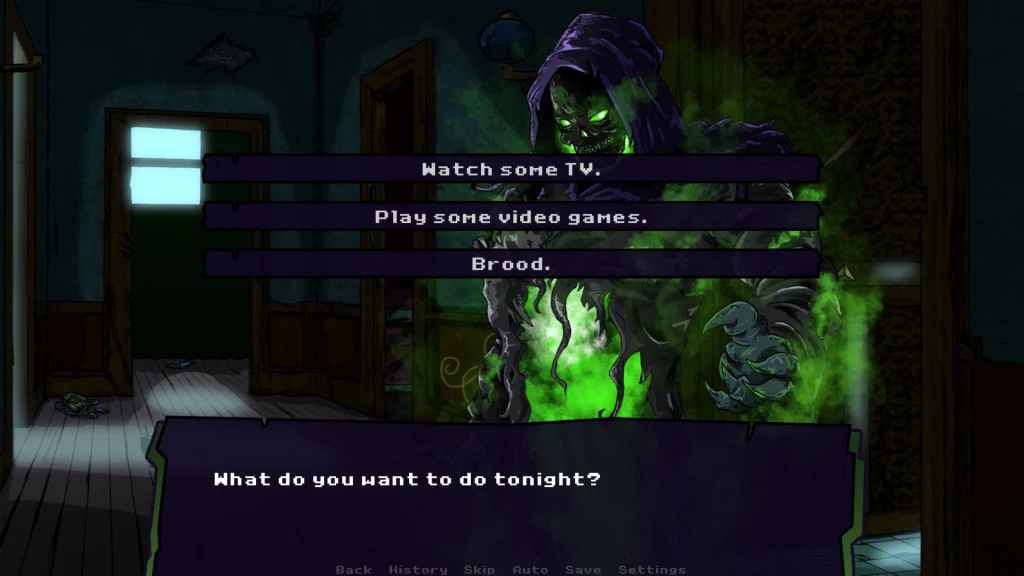 Watch some TV.
Play some video games.
Brood.
What do you want to do tonight?
Back History Skip Auto Save Settings